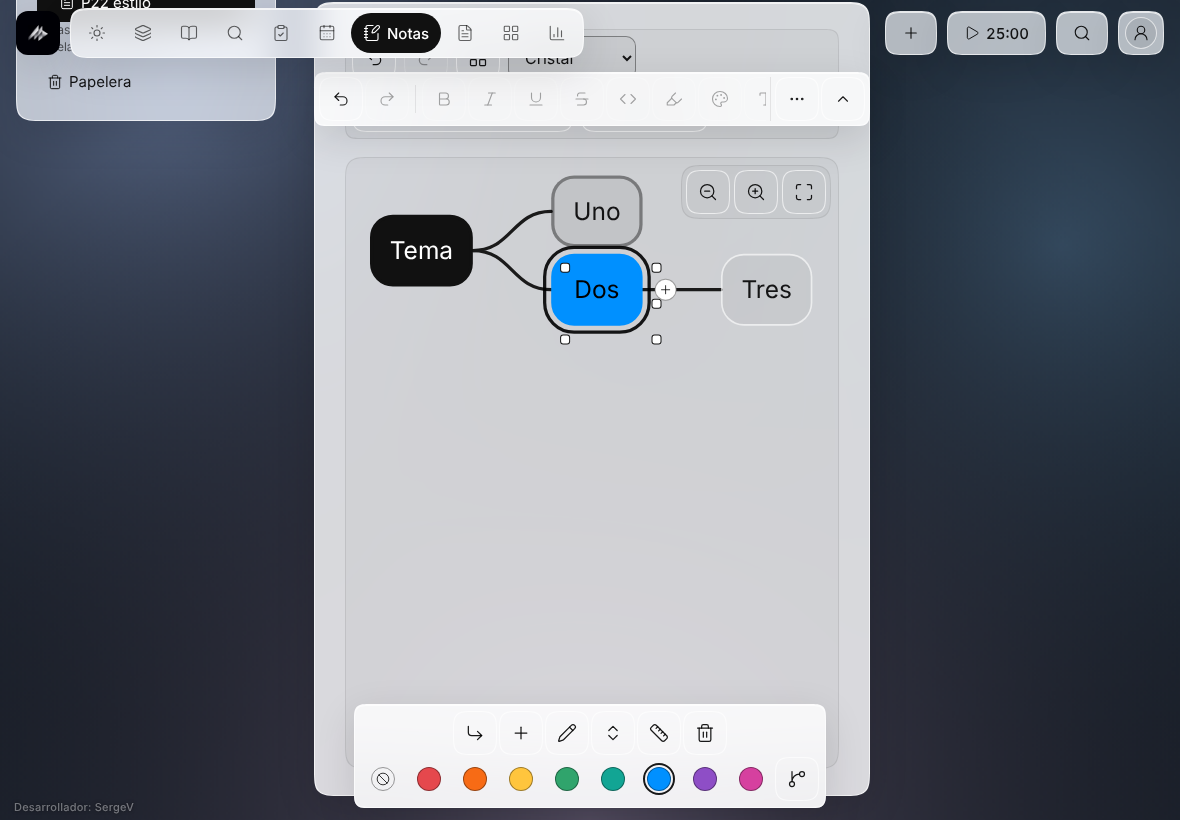 P22 estilo
Notas
25:00
Cristal
Papelera
Uno
Tema
Dos
Tres
Desarrollador: SergeV